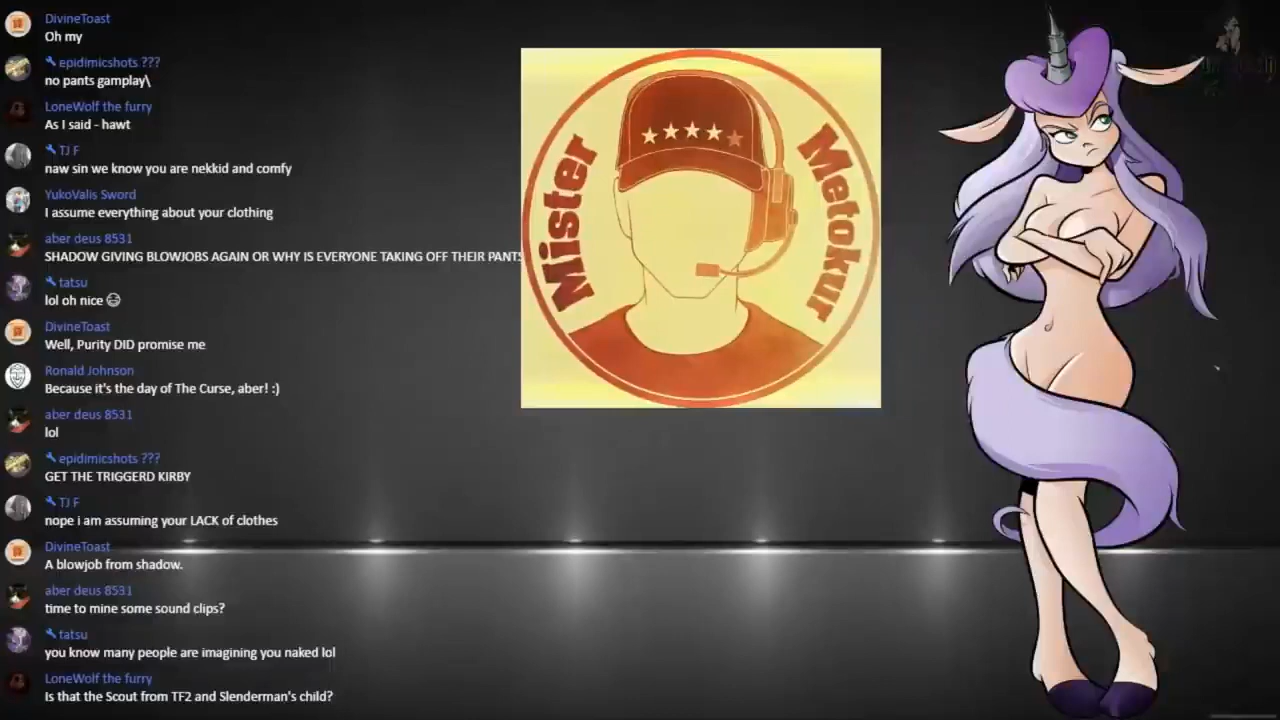 DivineToast
Oh my
epidimicshots ???
no pants gamplay\
LoneWolf the furry
As I said - hawt
TJ F
naw sin we know you are nekkid and comfy
YukoValis Sword
I assume everything about your clothing
aber deus 8531
SHADOW GIVING BLOWJOBS AGAIN OR WHY IS EVERYONE TAKING OFF THEIR PANTS
tatsu
lol oh nice 😄
DivineToast
Well, Purity DID promise me
Ronald Johnson
Because it's the day of The Curse, aber! :)
aber deus 8531
lol
epidimicshots ???
GET THE TRIGGERD KIRBY
TJ F
nope i am assuming your LACK of clothes
DivineToast
A blowjob from shadow.
aber deus 8531
time to mine some sound clips?
tatsu
you know many people are imagining you naked lol
LoneWolf the furry
Is that the Scout from TF2 and Slenderman's child?
Mister
Metokur